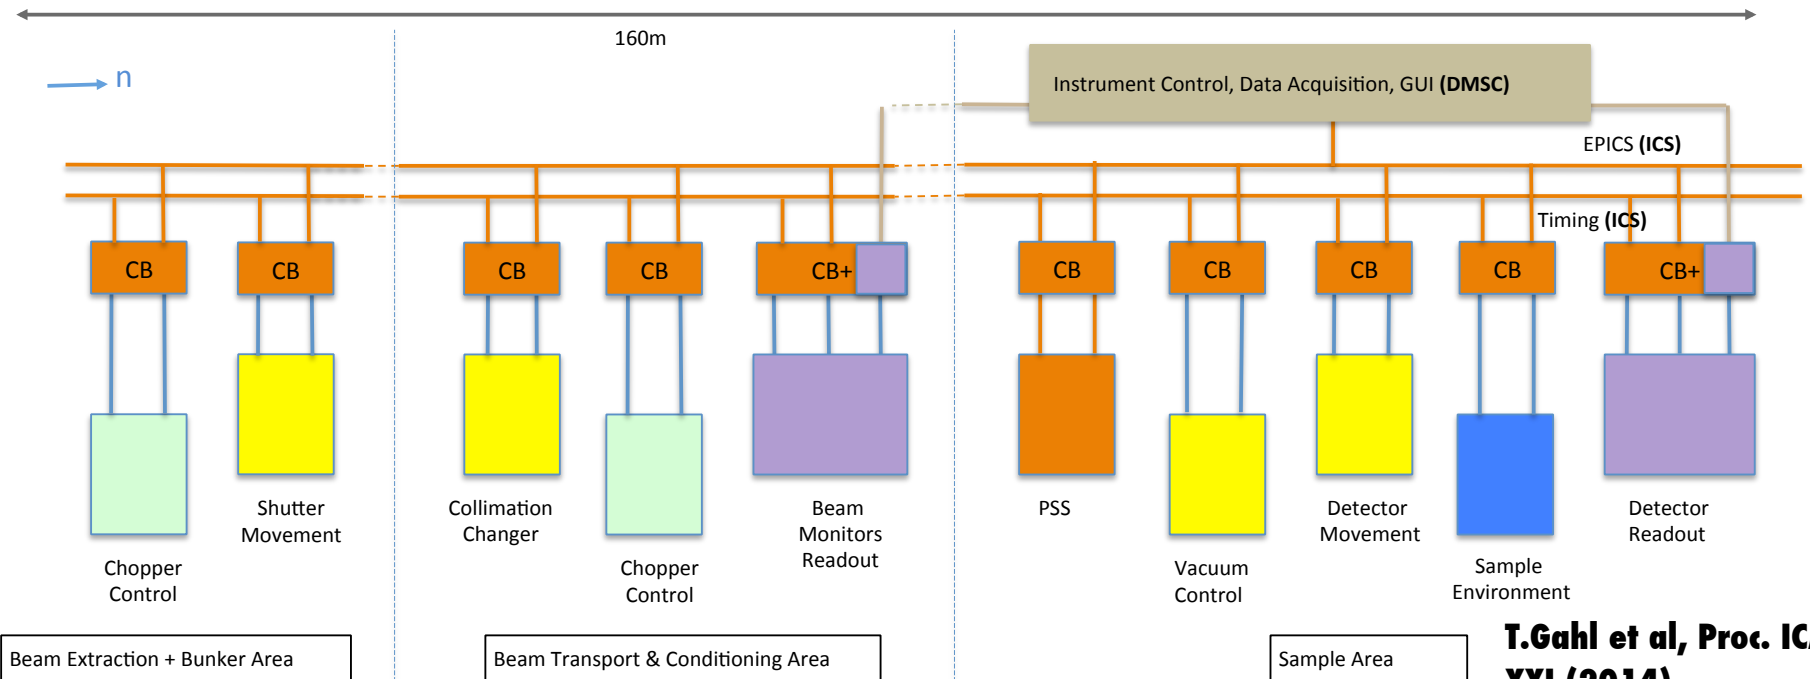 160m
n
Instrument Control, Data Acquisition, GUI (DMSC)
EPICS (ICS)
Timing (ICS)
CB
CB
CB
CB
CB+
CB
CB
CB
CB
CB+
Shutter
Movement
Collimation
Changer
Beam
Monitors
Readout
PSS
Detector
Movement
Detector
Readout
Chopper
Control
Chopper
Control
Vacuum
Control
Sample
Environment
Beam Extraction + Bunker Area
Beam Transport & Conditioning Area
Sample Area
T.Gahl et al, Proc.
XXI (2014)